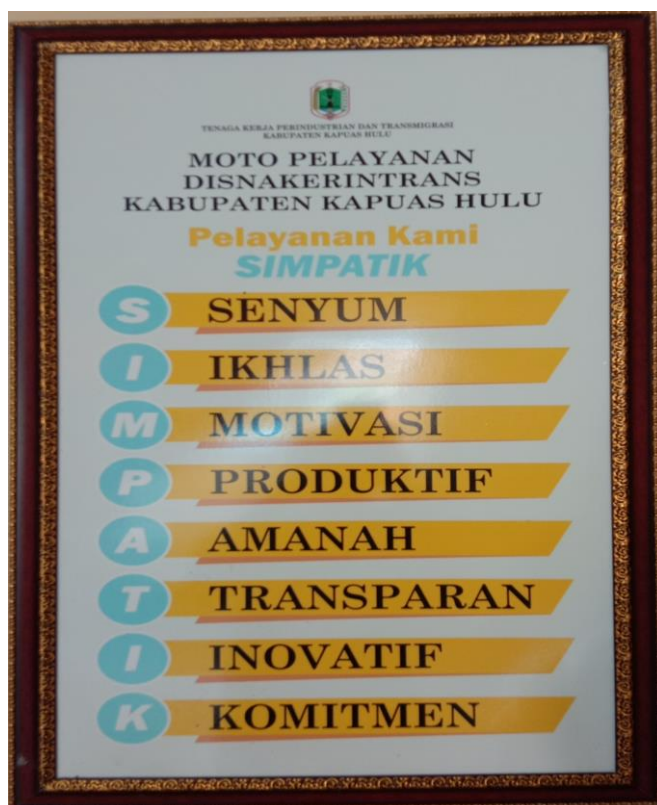 TENAGA KERJA PERINDUSTRIAN DAN TRANSMIGRASI
KABUPATEN KAPUAS HULU
MOTO PELAYANAN
DISNAKERINTRANS
KABUPATEN KAPUAS HULU
Pelayanan Kami
SIMPATIK
S SENYUM
I IKHLAS
M MOTIVASI
P PRODUKTIF
A AMANAH
T TRANSPARAN
I INOVATIF
K KOMITMEN